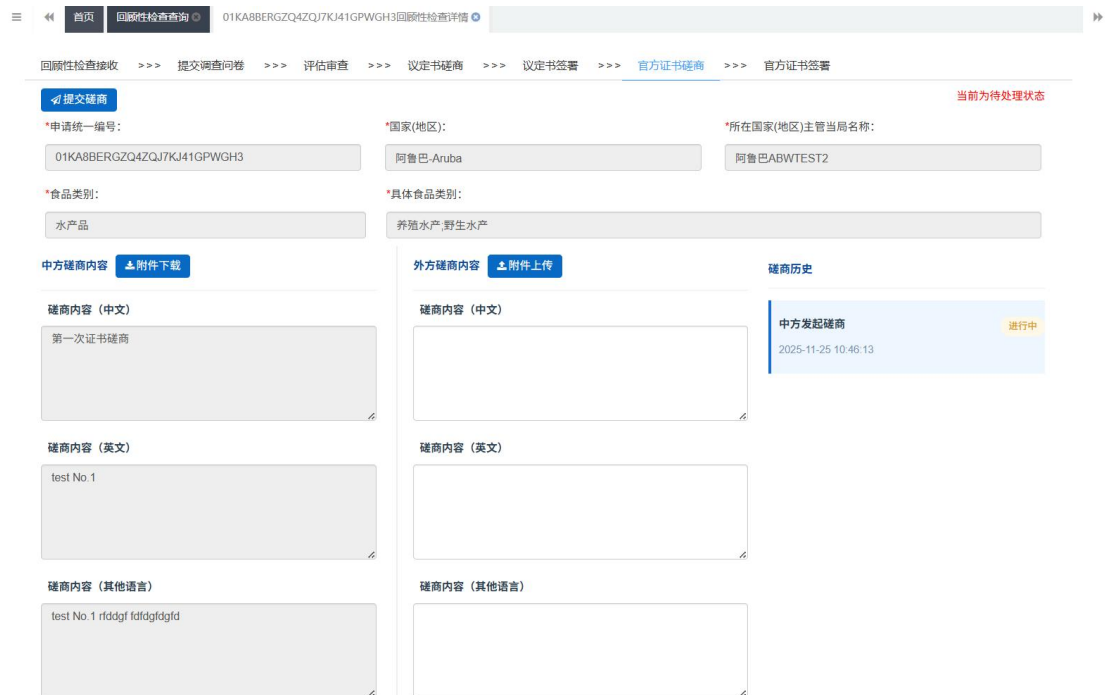 首页 回顾性检查查询 01KA8BERGZQ4ZQJ7KJ41GPWGH3回顾性检查详情
回顾性检查接收 >>> 提交调查问卷 >>> 评估审查 >>> 议定书磋商 >>> 议定书签署 >>> 官方证书磋商 >>> 官方证书签署
提交磋商 当前为待处理状态
*申请统一编号: *国家(地区): *所在国家(地区)主管当局名称:
01KA8BERGZQ4ZQJ7KJ41GPWGH3 阿鲁巴-Aruba 阿鲁巴ABWTEST2
*食品类别: *具体食品类别:
水产品 养殖水产;野生水产
中方磋商内容 附件下载 外方磋商内容 附件上传 磋商历史
磋商内容（中文） 磋商内容（中文）
第一次证书磋商
中方发起磋商 进行中
2025-11-25 10:46:13
磋商内容（英文） 磋商内容（英文）
test No.1
磋商内容（其他语言） 磋商内容（其他语言）
test No.1 rfddgf fdfdgfdgfd